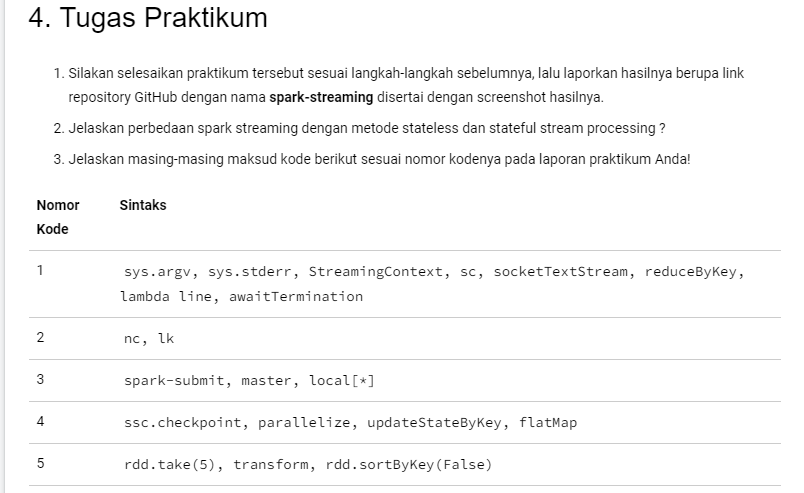 4. Tugas Praktikum
1. Silakan selesaikan praktikum tersebut sesuai langkah-langkah sebelumnya, lalu laporkan hasilnya berupa link
repository GitHub dengan nama spark-streaming disertai dengan screenshot hasilnya.
2. Jelaskan perbedaan spark streaming dengan metode stateless dan stateful stream processing ?
3. Jelaskan masing-masing maksud kode berikut sesuai nomor kodenya pada laporan praktikum Anda!
Nomor Kode Sintaks
1 sys.argv, sys.stderr, StreamingContext, sc, socketTextStream, reduceByKey,
lambda line, awaitTermination
2 nc, lk
3 spark-submit, master, local[*]
4 ssc.checkpoint, parallelize, updateStateByKey, flatMap
5 rdd.take(5), transform, rdd.sortByKey(False)